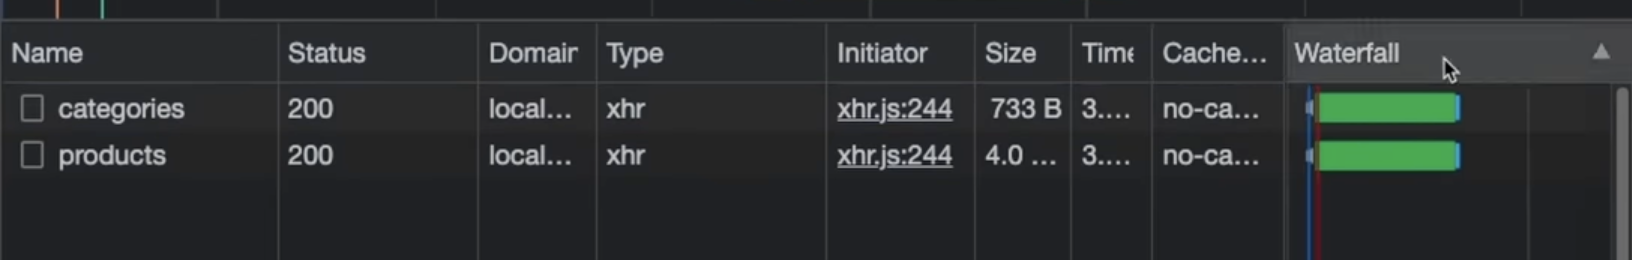 Name Status Domain Type Initiator Size Time Cache... Waterfall
categories 200 local... xhr xhr.js:244 733 B 3.... no-ca...
products 200 local... xhr xhr.js:244 4.0 ... 3.... no-ca...